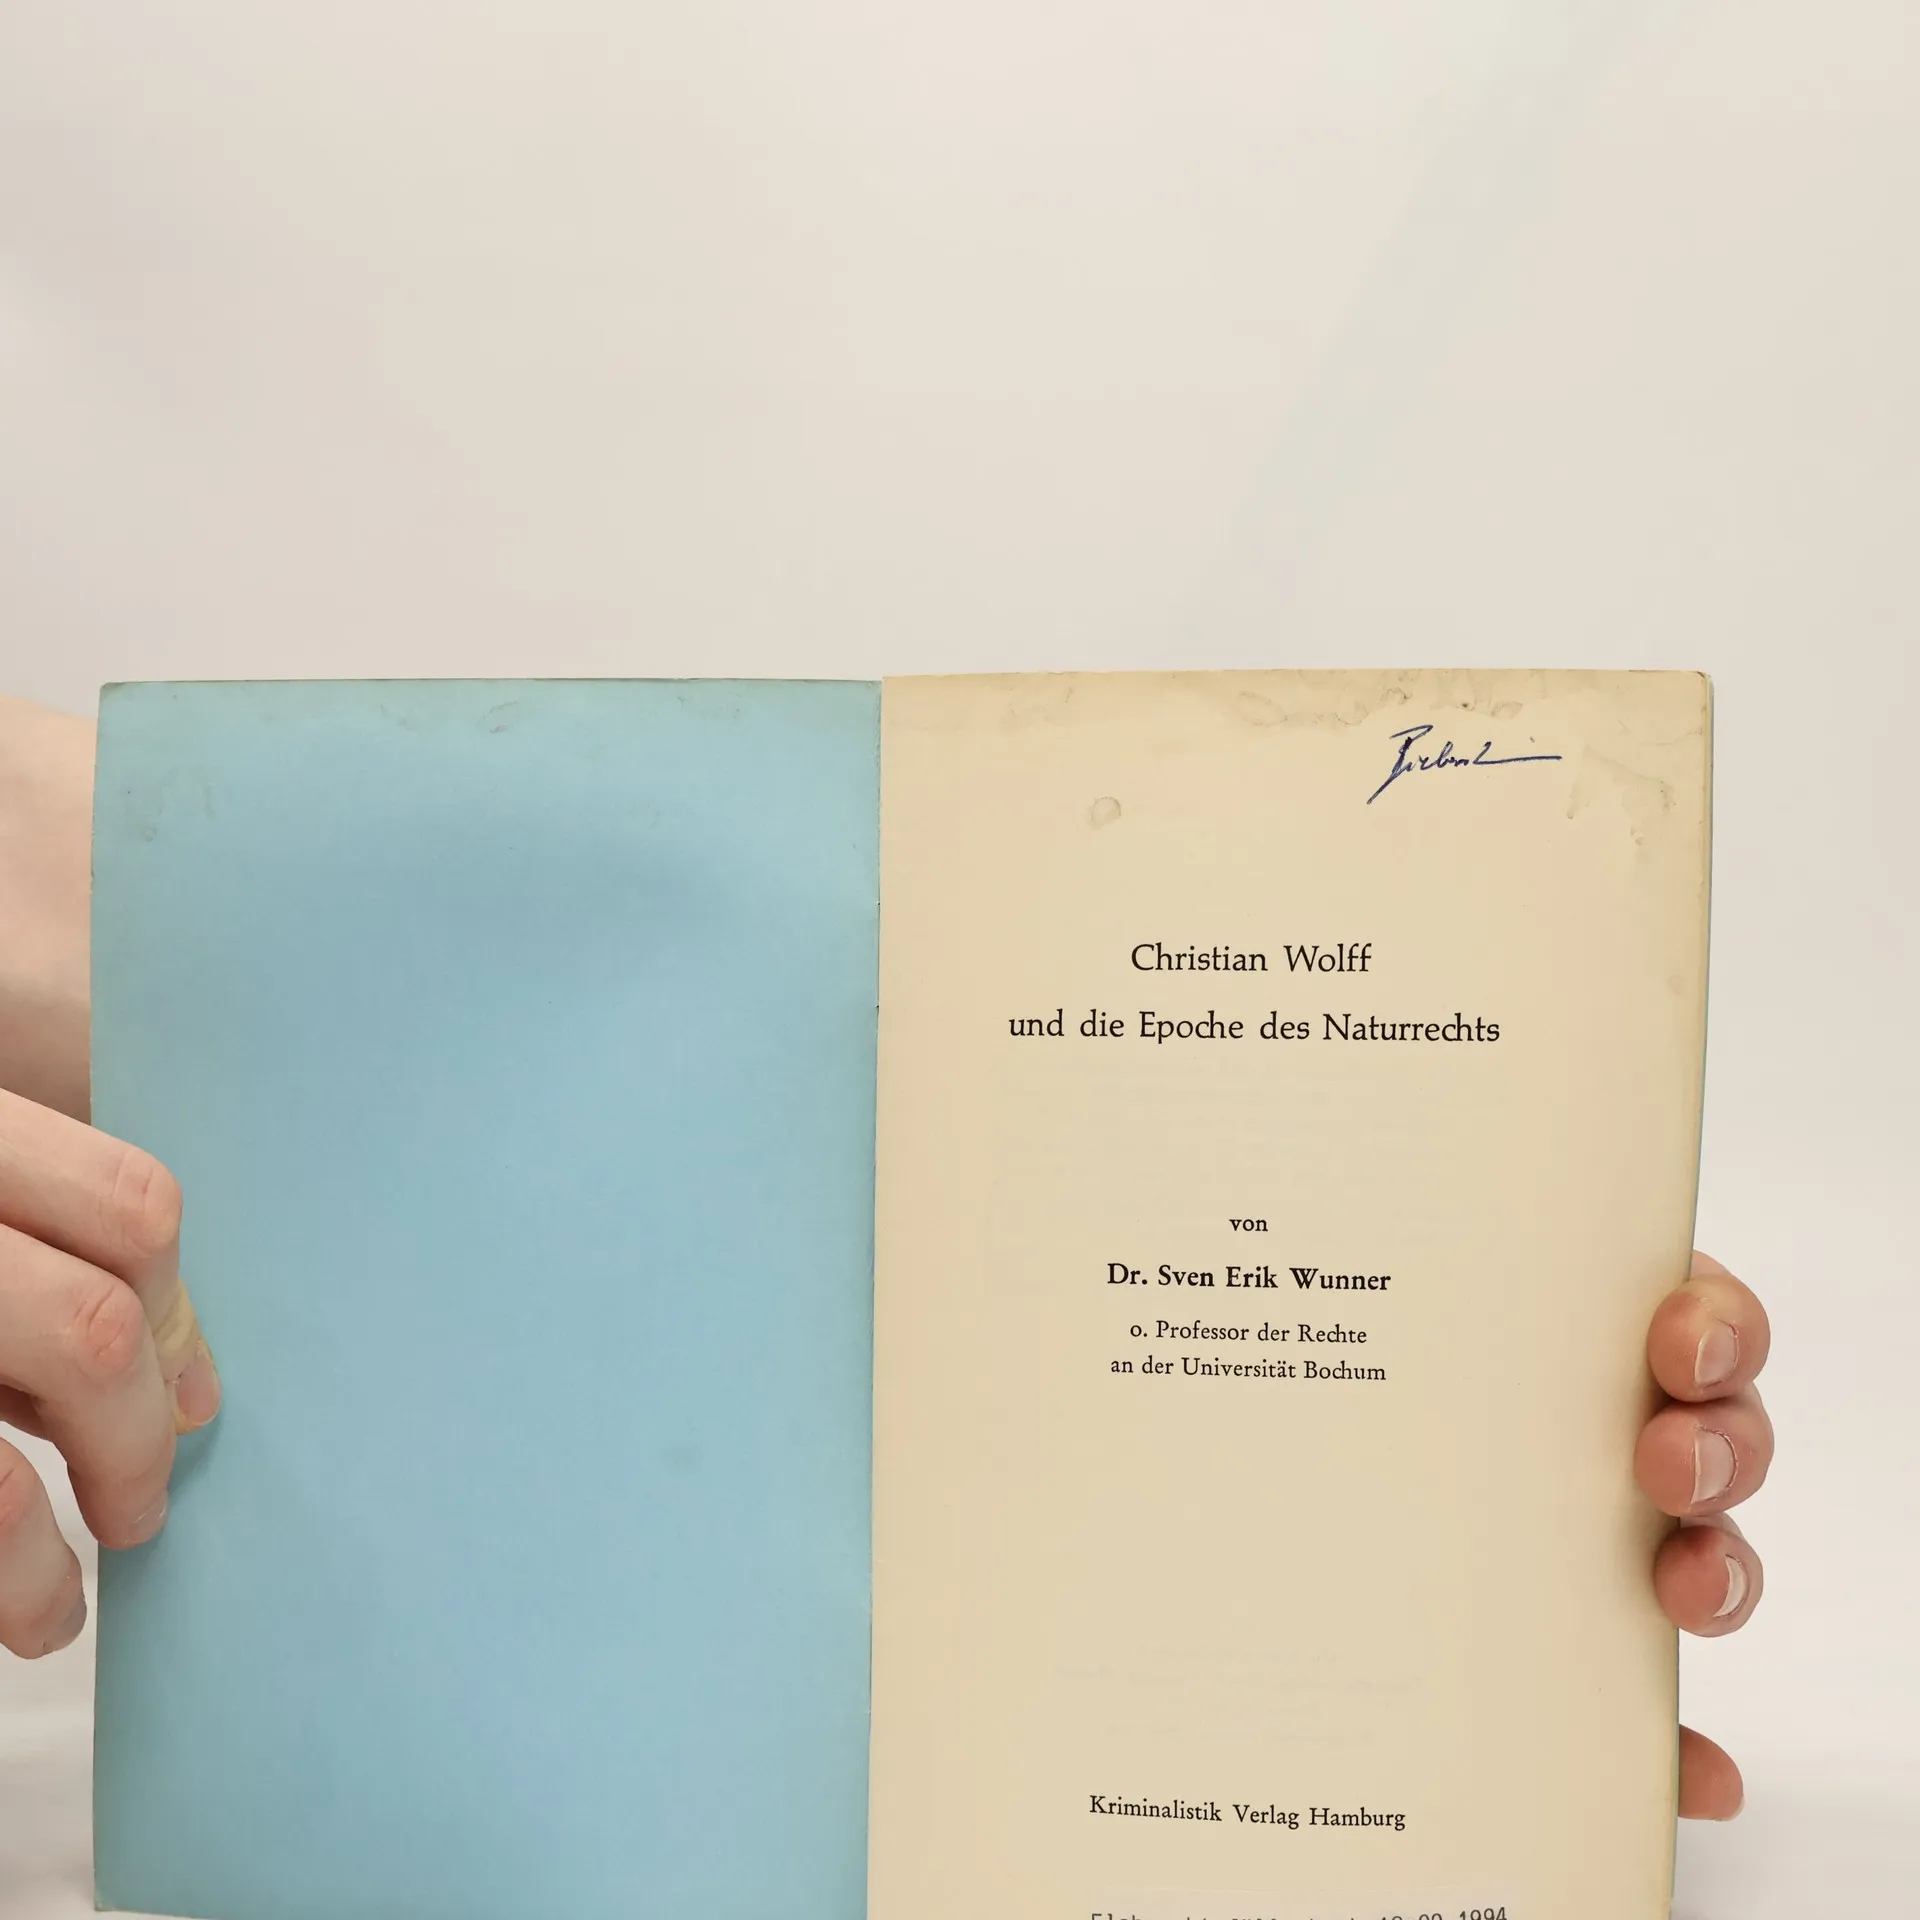 Christian Wolff
und die Epoche des Naturrechts
von
Dr. Sven Erik Wunner
o. Professor der Rechte
an der Universität Bochum
Kriminalistik Verlag Hamburg
1994